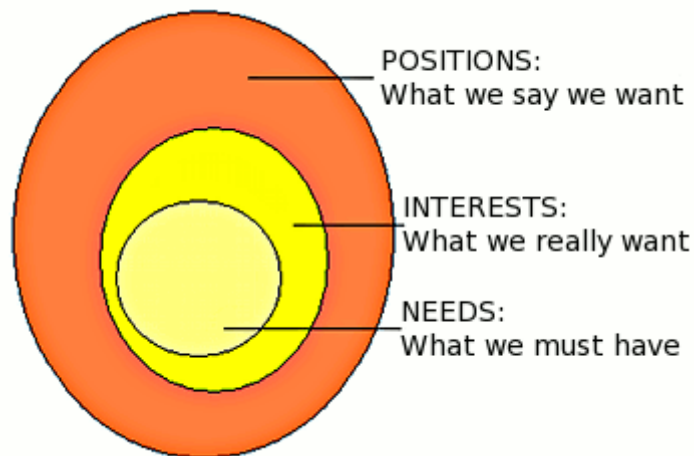 POSITIONS:
What we say we want
INTERESTS:
What we really want
NEEDS:
What we must have